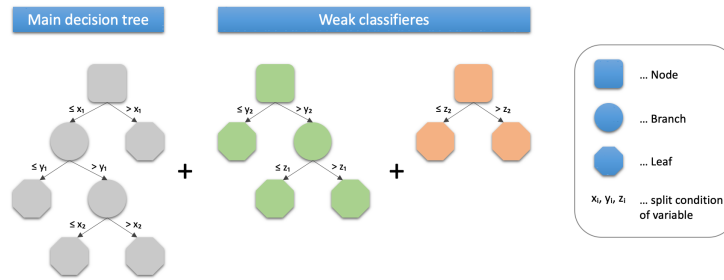 Main decision tree
Weak classifieres
≤ x₁ > x₁
≤ y₁ > y₁
≤ x₂ > x₂
+
≤ y₂ > y₂
≤ z₁ > z₁
+
≤ z₂ > z₂
... Node
... Branch
... Leaf
xᵢ, yᵢ, zᵢ ... split condition
of variable